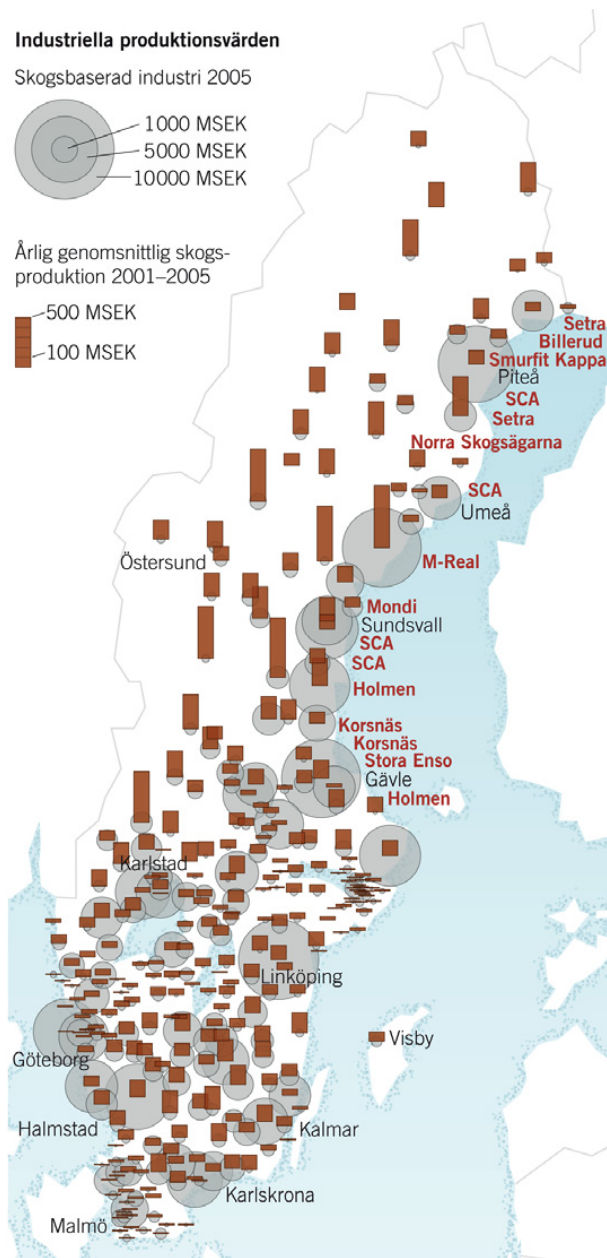 Industriella produktionsvärden
Skogsbaserad industri 2005
1000 MSEK
5000 MSEK
10000 MSEK
Årlig genomsnittlig skogs-
produktion 2001–2005
500 MSEK
100 MSEK
Setra
Billerud
Smurfit Kappa
Piteå
SCA
Setra
Norra Skogsägarna
SCA
Umeå
Östersund
M-Real
Mondi
Sundsvall
SCA
SCA
Holmen
Korsnäs
Korsnäs
Stora Enso
Gävle
Holmen
Karlstad
Linköping
Visby
Göteborg
Halmstad
Kalmar
Karlskrona
Malmö